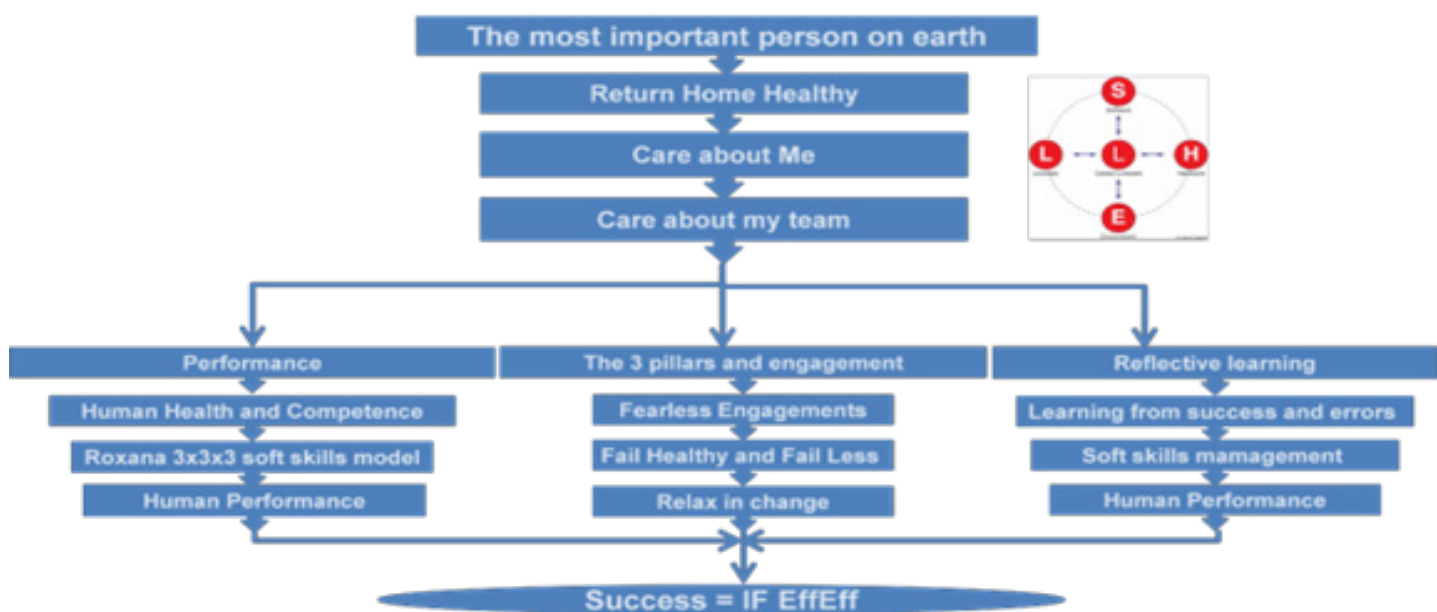 The most important person on earth
Return Home Healthy
Care about Me
Care about my team
S
L
L
H
E
Performance
The 3 pillars and engagement
Reflective learning
Human Health and Competence
Fearless Engagements
Learning from success and errors
Roxana 3x3x3 soft skills model
Fail Healthy and Fail Less
Soft skills mamagement
Human Performance
Relax in change
Human Performance
Success = IF EffEff